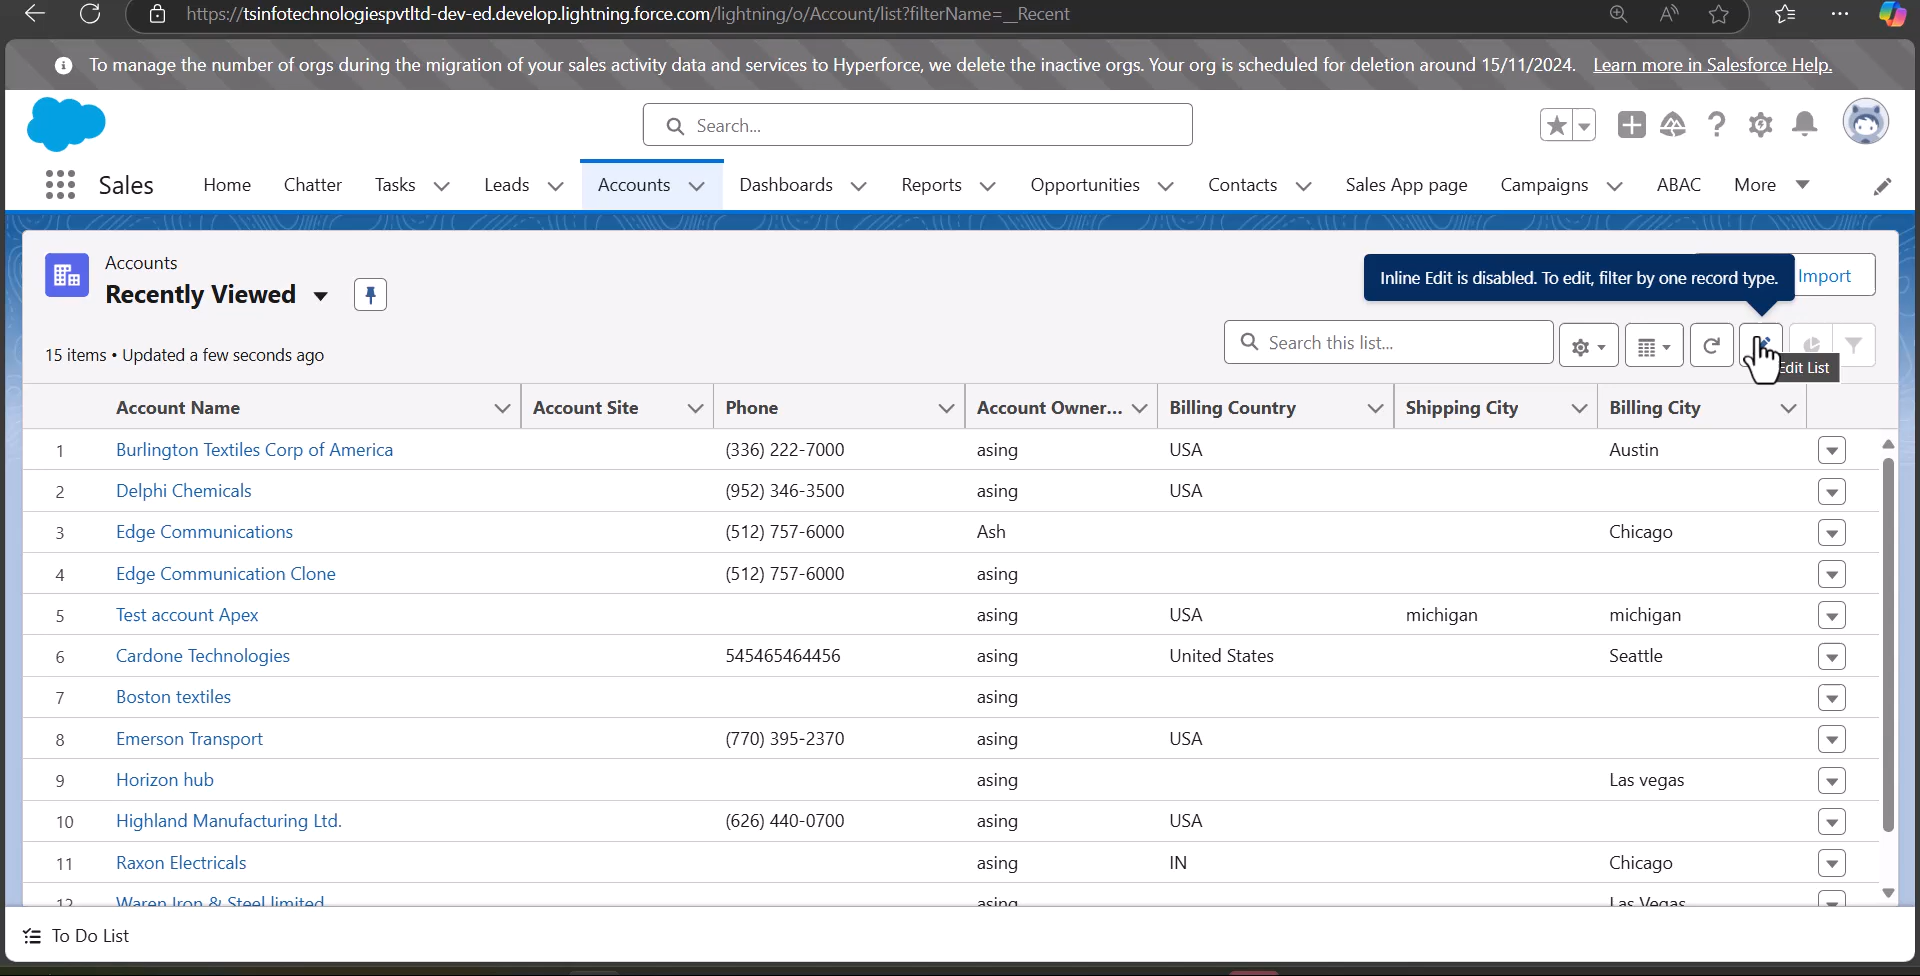 https://tsinfotechnologiespvtltd-dev-ed.develop.lightning.force.com/lightning/o/Account/list?filterName=__Recent
To manage the number of orgs during the migration of your sales activity data and services to Hyperforce, we delete the inactive orgs. Your org is scheduled for deletion around 15/11/2024. Learn more in Salesforce Help.
Search...
Sales Home Chatter Tasks Leads Accounts Dashboards Reports Opportunities Contacts Sales App page Campaigns ABAC More
Accounts
Recently Viewed
Inline Edit is disabled. To edit, filter by one record type.
Import
15 items • Updated a few seconds ago
Search this list...
Edit List
Account Name Account Site Phone Account Owner... Billing Country Shipping City Billing City
1 Burlington Textiles Corp of America (336) 222-7000 asing USA Austin
2 Delphi Chemicals (952) 346-3500 asing USA
3 Edge Communications (512) 757-6000 Ash Chicago
4 Edge Communication Clone (512) 757-6000 asing
5 Test account Apex asing USA michigan michigan
6 Cardone Technologies 545465464456 asing United States Seattle
7 Boston textiles asing
8 Emerson Transport (770) 395-2370 asing USA
9 Horizon hub asing Las vegas
10 Highland Manufacturing Ltd. (626) 440-0700 asing USA
11 Raxon Electricals asing IN Chicago
12 Waren Iron & Steel limited asing Las Vegas
To Do List